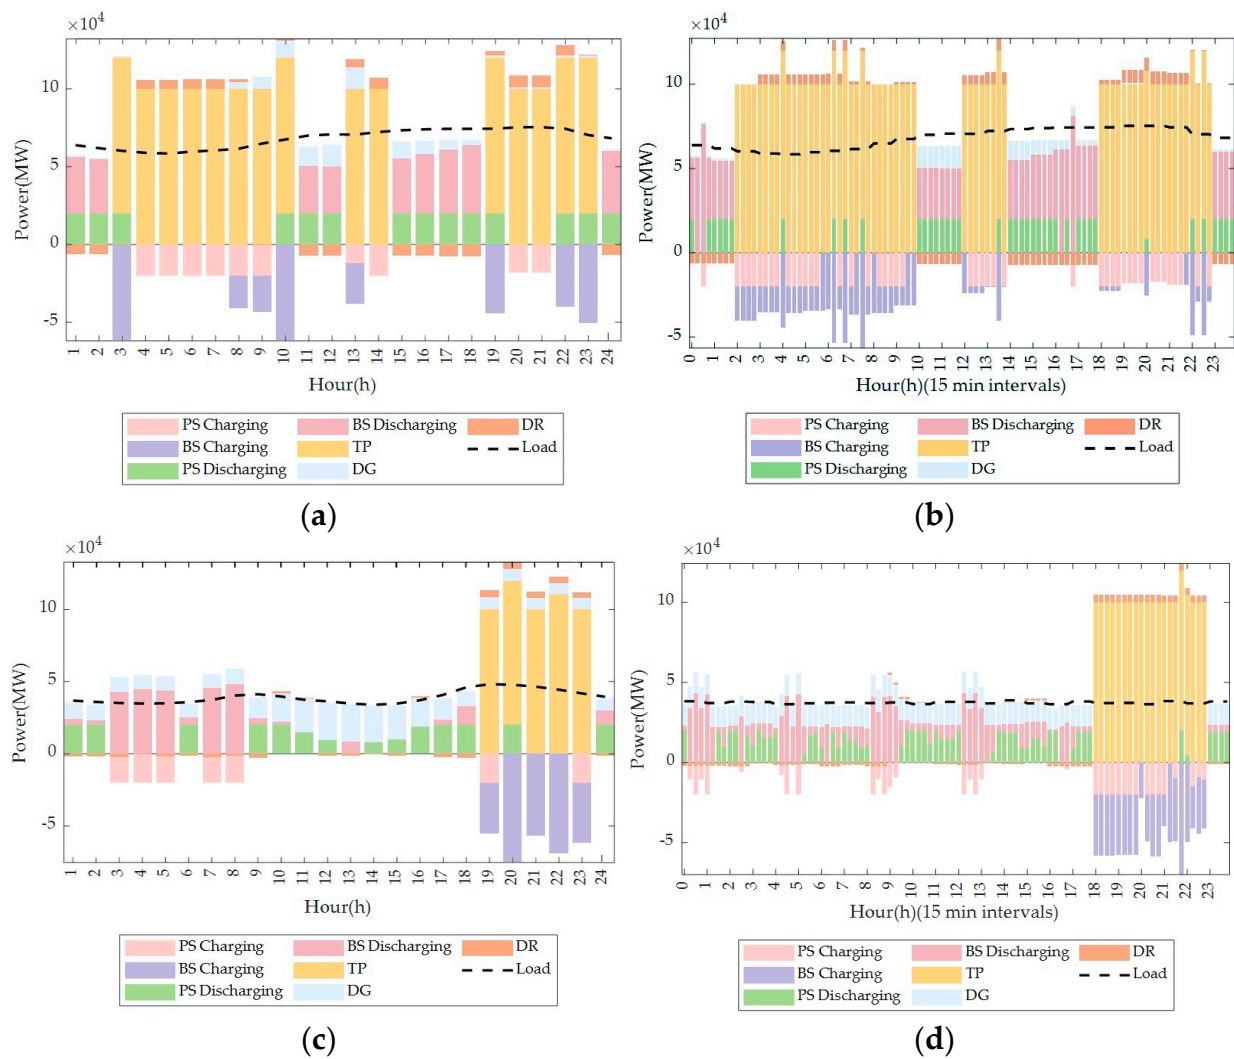 ×10⁴
10
5
0
-5
Power(MW)
1 2 3 4 5 6 7 8 9 10 11 12 13 14 15 16 17 18 19 20 21 22 23 24
Hour(h)
PS Charging BS Discharging DR
BS Charging TP Load
PS Discharging DG
(a)
×10⁴
10
5
0
-5
Power(MW)
0 1 2 3 4 5 6 7 8 9 10 11 12 13 14 15 16 17 18 19 20 21 22 23
Hour(h)(15 min intervals)
PS Charging BS Discharging DR
BS Charging TP Load
PS Discharging DG
(b)
×10⁴
10
5
0
-5
Power(MW)
1 2 3 4 5 6 7 8 9 10 11 12 13 14 15 16 17 18 19 20 21 22 23 24
Hour(h)
PS Charging BS Discharging DR
BS Charging TP Load
PS Discharging DG
(c)
×10⁴
10
5
0
-5
Power(MW)
0 1 2 3 4 5 6 7 8 9 10 11 12 13 14 15 16 17 18 19 20 21 22 23
Hour(h)(15 min intervals)
PS Charging BS Discharging DR
BS Charging TP Load
PS Discharging DG
(d)